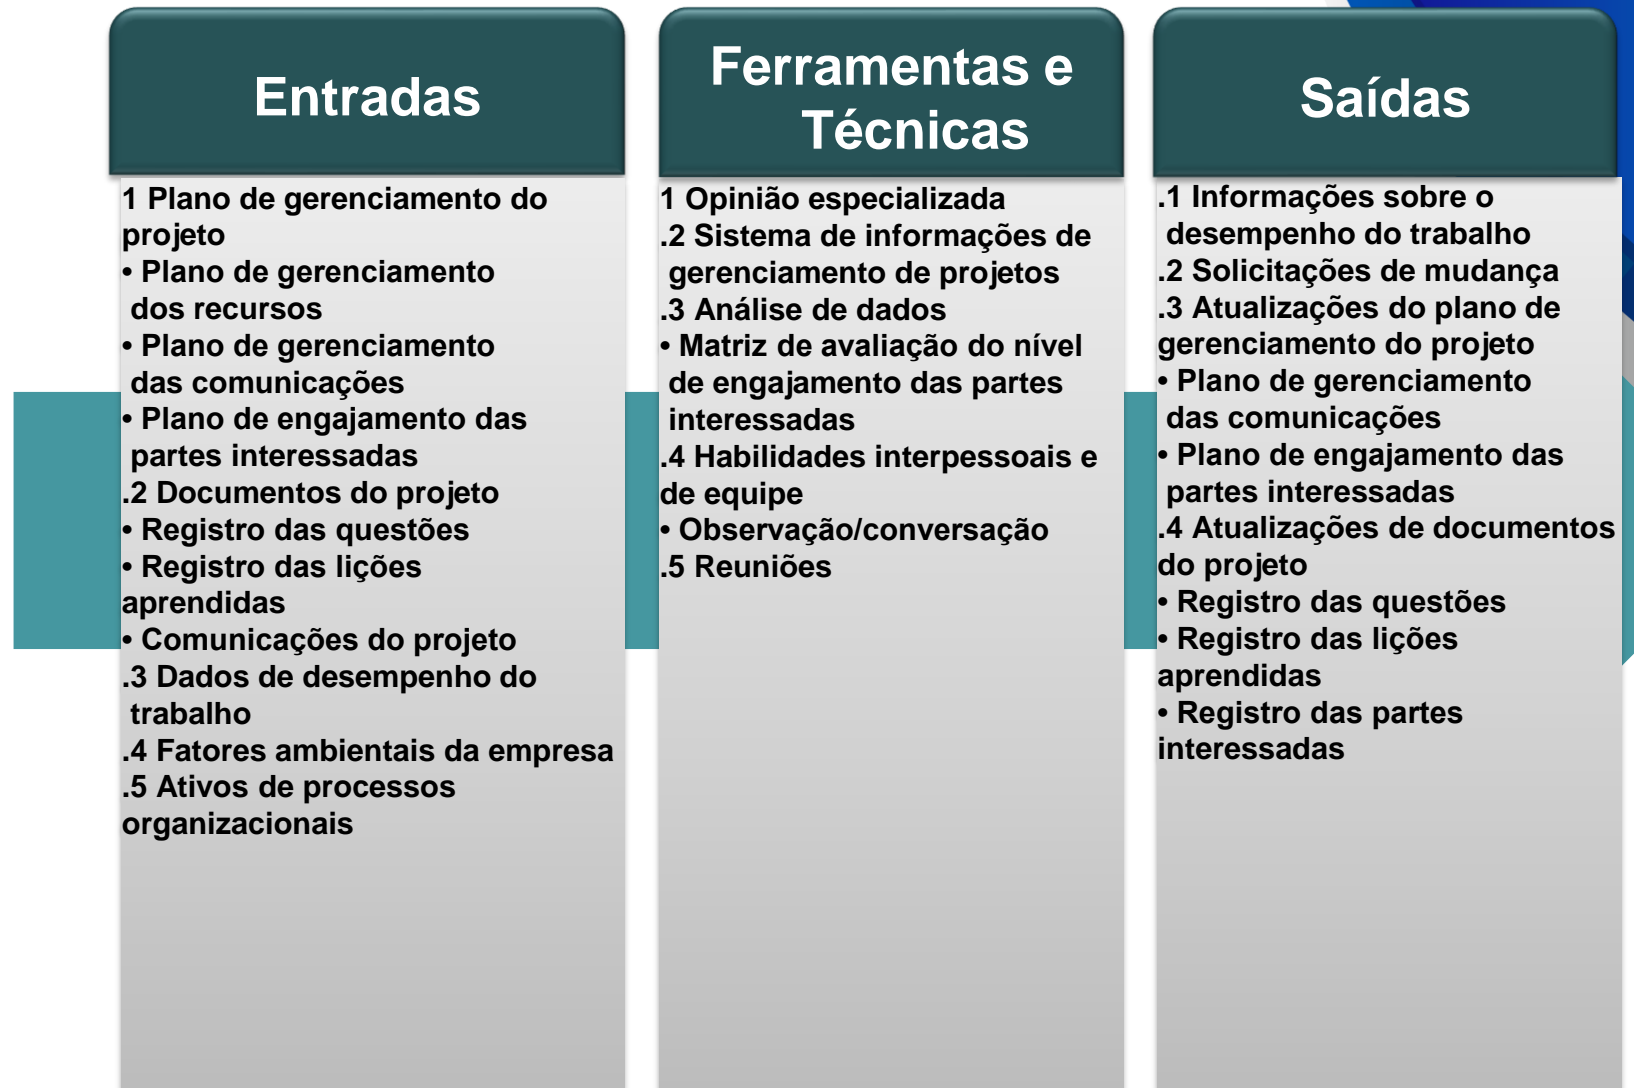 Entradas
1 Plano de gerenciamento do
projeto
• Plano de gerenciamento
dos recursos
• Plano de gerenciamento
das comunicações
• Plano de engajamento das
partes interessadas
.2 Documentos do projeto
• Registro das questões
• Registro das lições
aprendidas
• Comunicações do projeto
.3 Dados de desempenho do
trabalho
.4 Fatores ambientais da empresa
.5 Ativos de processos
organizacionais
Ferramentas e
Técnicas
1 Opinião especializada
.2 Sistema de informações de
gerenciamento de projetos
.3 Análise de dados
• Matriz de avaliação do nível
de engajamento das partes
interessadas
.4 Habilidades interpessoais e
de equipe
• Observação/conversação
.5 Reuniões
Saídas
.1 Informações sobre o
desempenho do trabalho
.2 Solicitações de mudança
.3 Atualizações do plano de
gerenciamento do projeto
• Plano de gerenciamento
das comunicações
• Plano de engajamento das
partes interessadas
.4 Atualizações de documentos
do projeto
• Registro das questões
• Registro das lições
aprendidas
• Registro das partes
interessadas